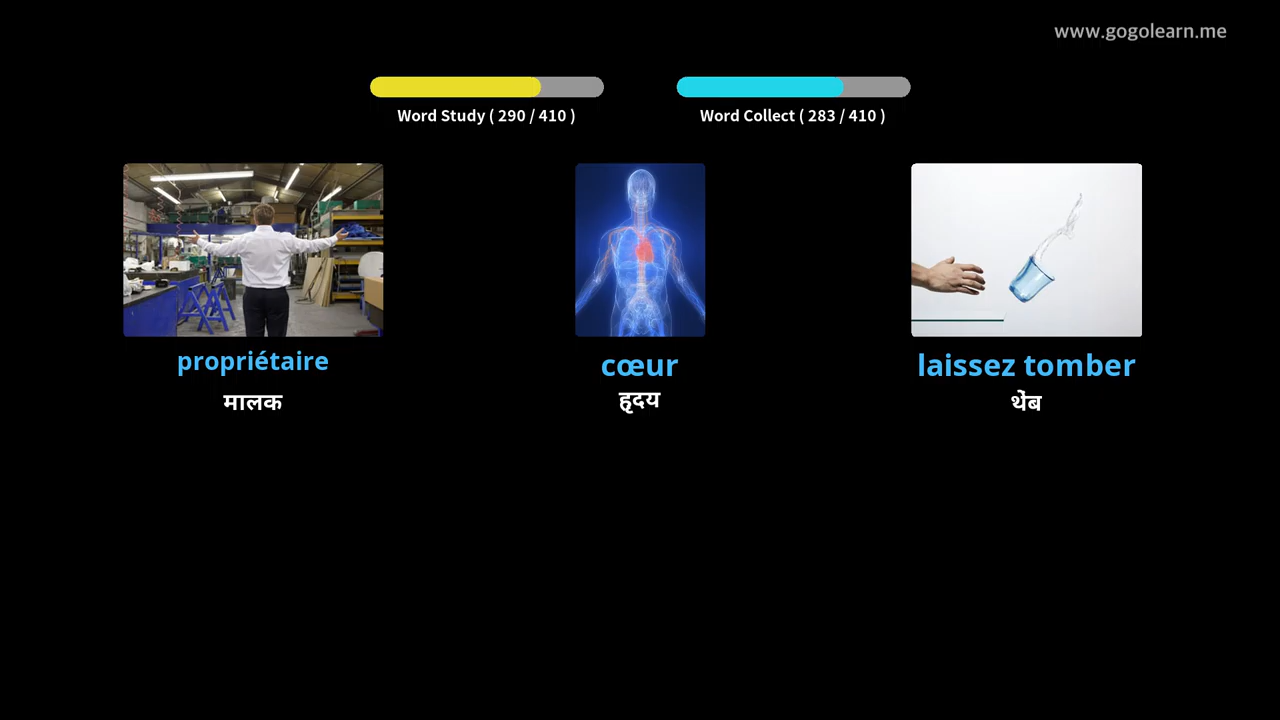 www.gogolearn.me
Word Study ( 290 / 410 )
Word Collect ( 283 / 410 )
propriétaire
cœur
laissez tomber
मालक
हृदय
थेंब